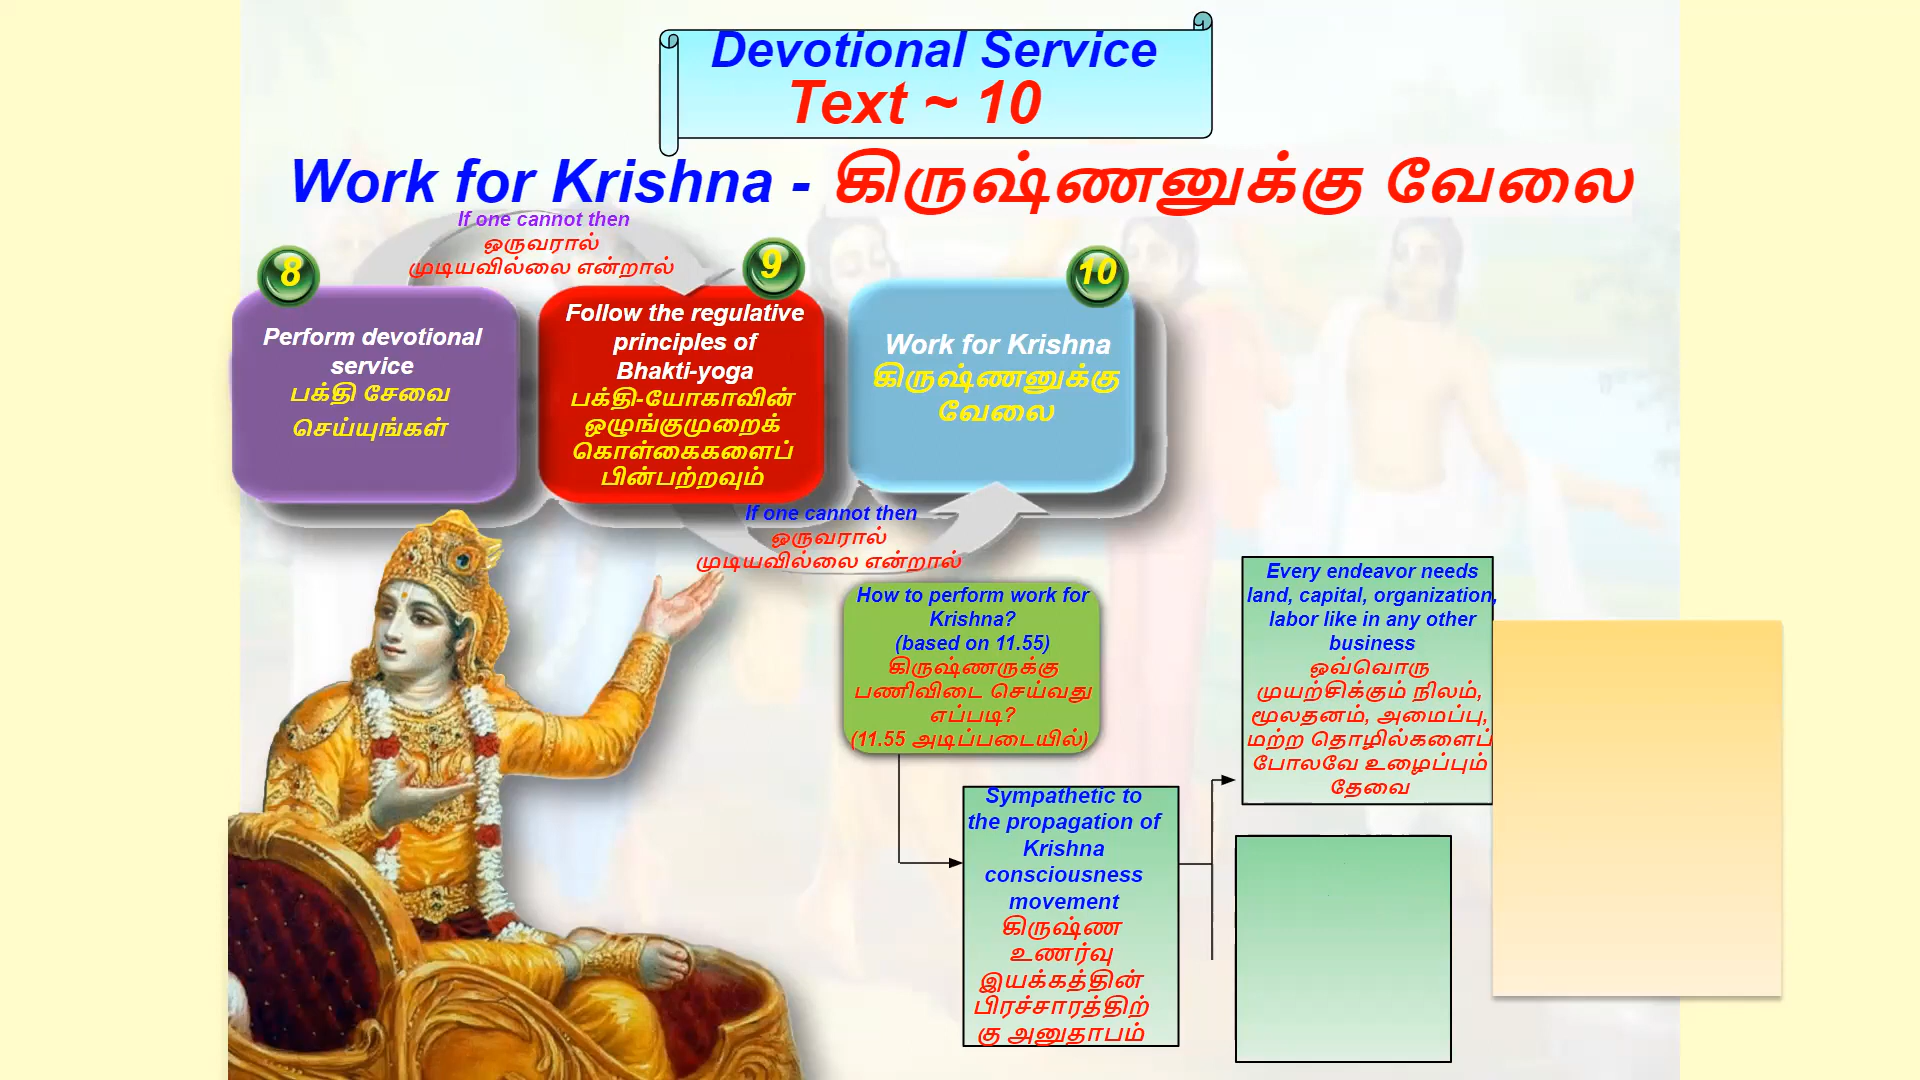 Devotional Service
Text ~ 10
Work for Krishna - கிருஷ்ணனுக்கு வேலை
If one cannot then
ஒருவரால்
முடியவில்லை என்றால்
8
Perform devotional
service
பக்தி சேவை
செய்யுங்கள்
9
Follow the regulative
principles of
Bhakti-yoga
பக்தி-யோகாவின்
ஒழுங்குமுறைக்
கொள்கைகளைப்
பின்பற்றவும்
10
Work for Krishna
கிருஷ்ணனுக்கு
வேலை
If one cannot then
ஒருவரால்
முடியவில்லை என்றால்
How to perform work for
Krishna?
(based on 11.55)
கிருஷ்ணருக்கு
பணிவிடை செய்வது
எப்படி?
(11.55 அடிப்படையில்)
Sympathetic to
the propagation of
Krishna
consciousness
movement
கிருஷ்ண
உணர்வு
இயக்கத்தின்
பிரச்சாரத்திற்
கு அனுதாபம்
Every endeavor needs
land, capital, organization,
labor like in any other
business
ஒவ்வொரு
முயற்சிக்கும் நிலம்,
மூலதனம், அமைப்பு,
மற்ற தொழில்களைப்
போலவே உழைப்பும்
தேவை